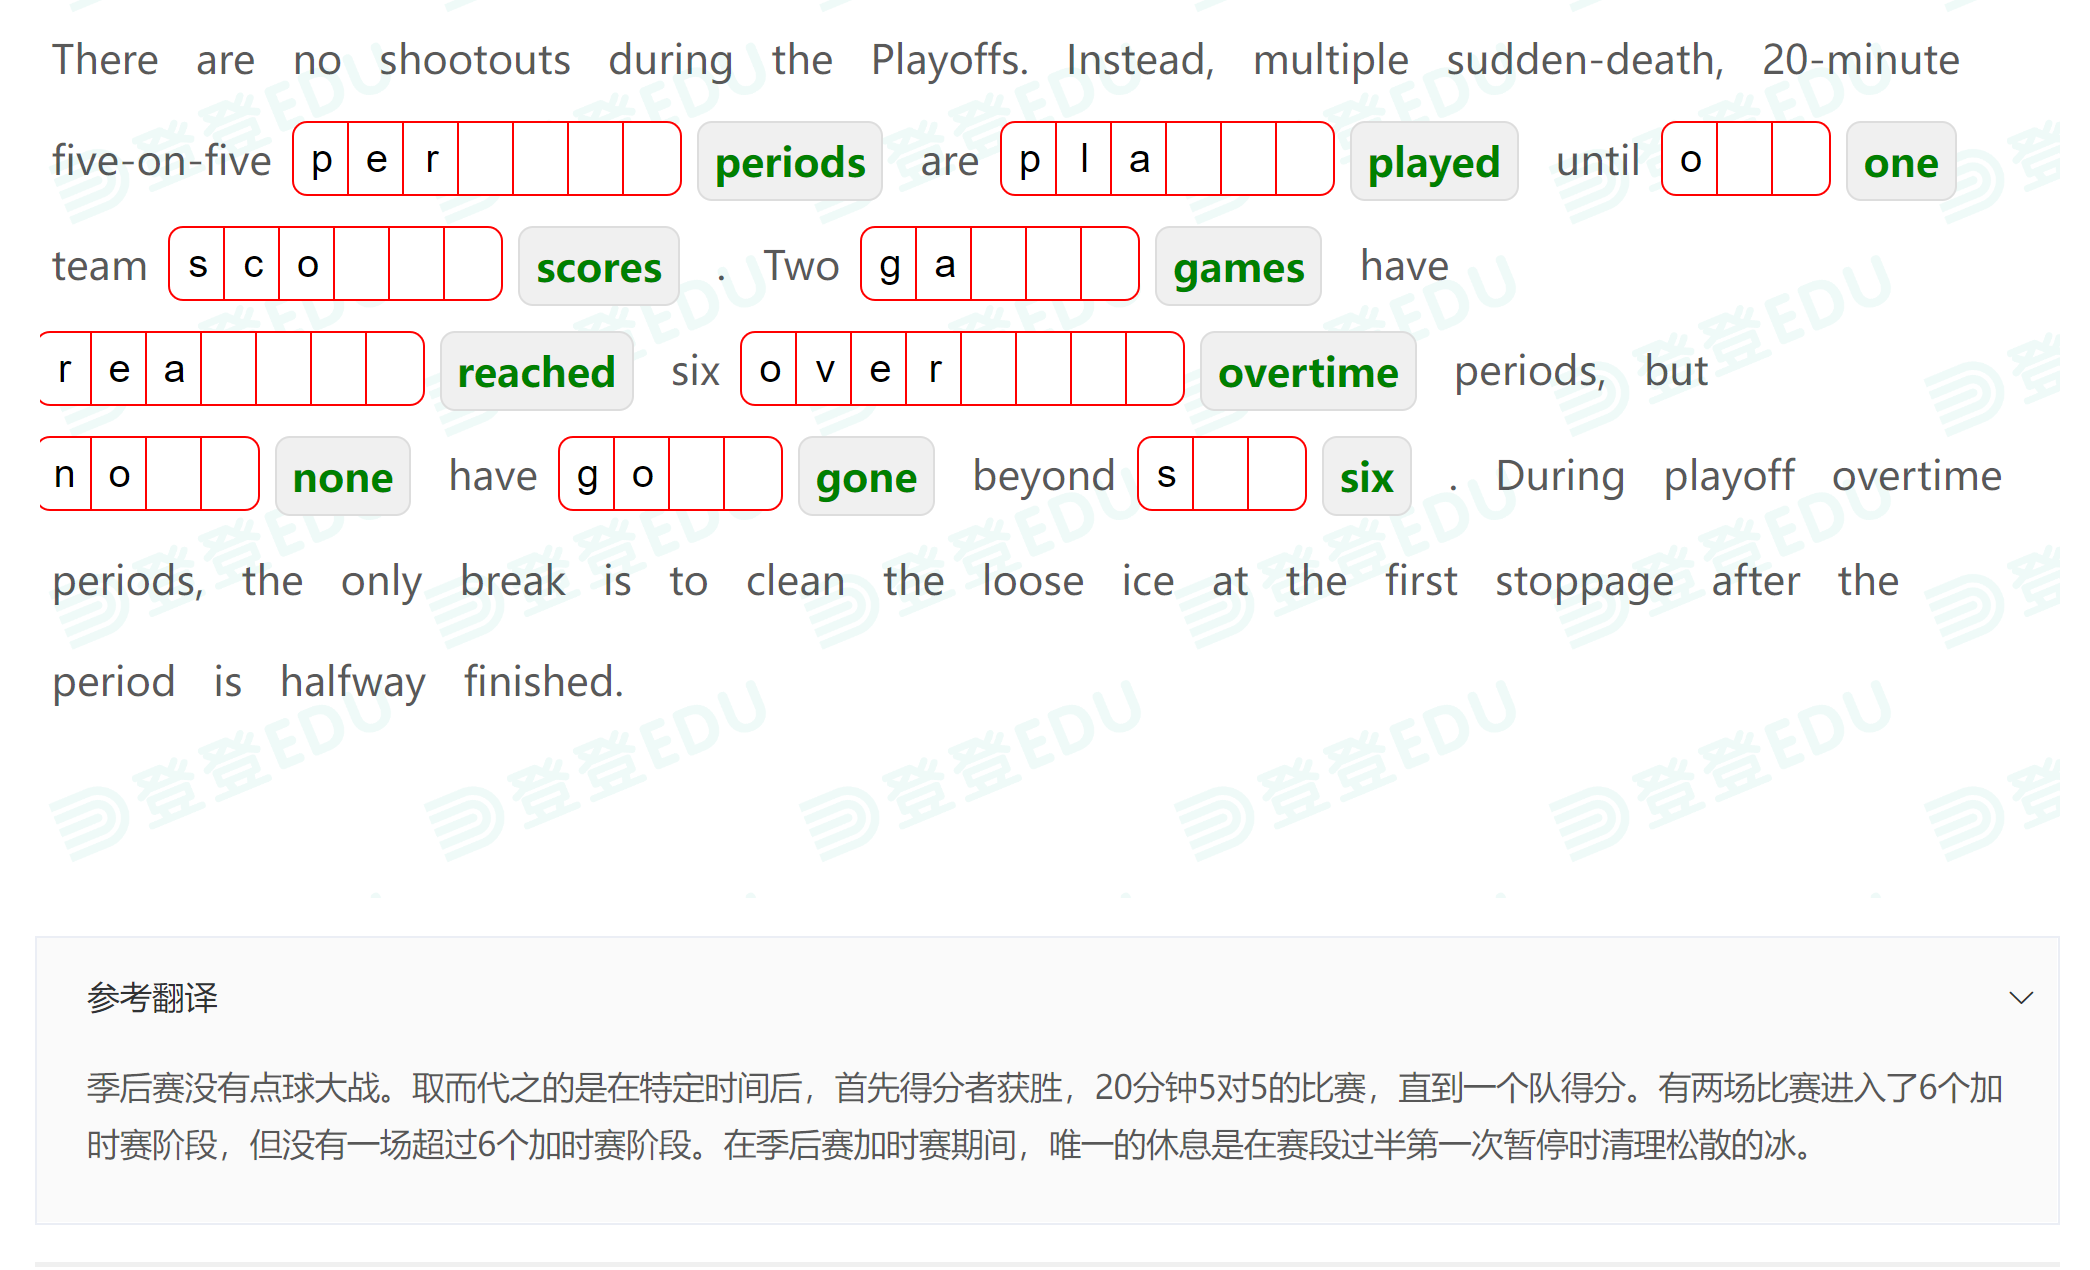 There are no shootouts during the Playoffs. Instead, multiple sudden-death, 20-minute
five-on-five p e r periods are p l a played until o one
team s c o scores . Two g a games have
r e a reached six o v e r overtime periods, but
n o none have g o gone beyond s six . During playoff overtime
periods, the only break is to clean the loose ice at the first stoppage after the
period is halfway finished.
参考翻译
季后赛没有点球大战。取而代之的是在特定时间后，首先得分者获胜，20分钟5对5的比赛，直到一个队得分。有两场比赛进入了6个加
时赛阶段，但没有一场超过6个加时赛阶段。在季后赛加时赛期间，唯一的休息是在赛段过半第一次暂停时清理松散的冰。